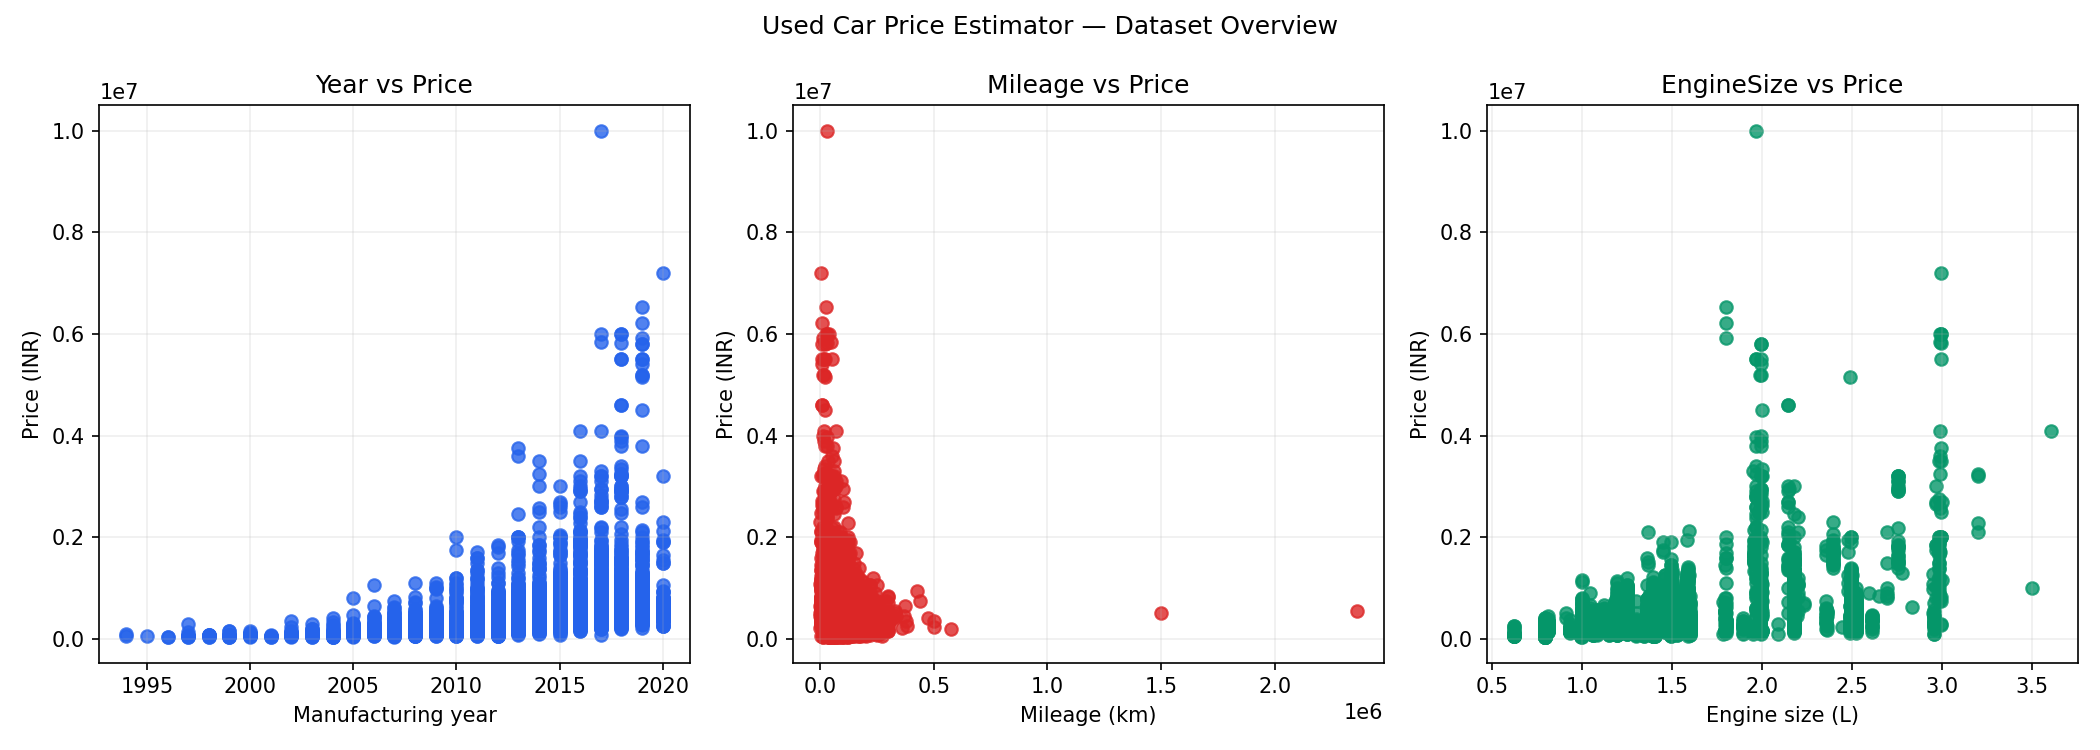 Used Car Price Estimator — Dataset Overview
Year vs Price
1e7
1.0
0.8
0.6
0.4
0.2
0.0
Price (INR)
1995 2000 2005 2010 2015 2020
Manufacturing year
Mileage vs Price
1e7
1.0
0.8
0.6
0.4
0.2
0.0
Price (INR)
0.0 0.5 1.0 1.5 2.0
1e6
Mileage (km)
EngineSize vs Price
1e7
1.0
0.8
0.6
0.4
0.2
0.0
Price (INR)
0.5 1.0 1.5 2.0 2.5 3.0 3.5
Engine size (L)